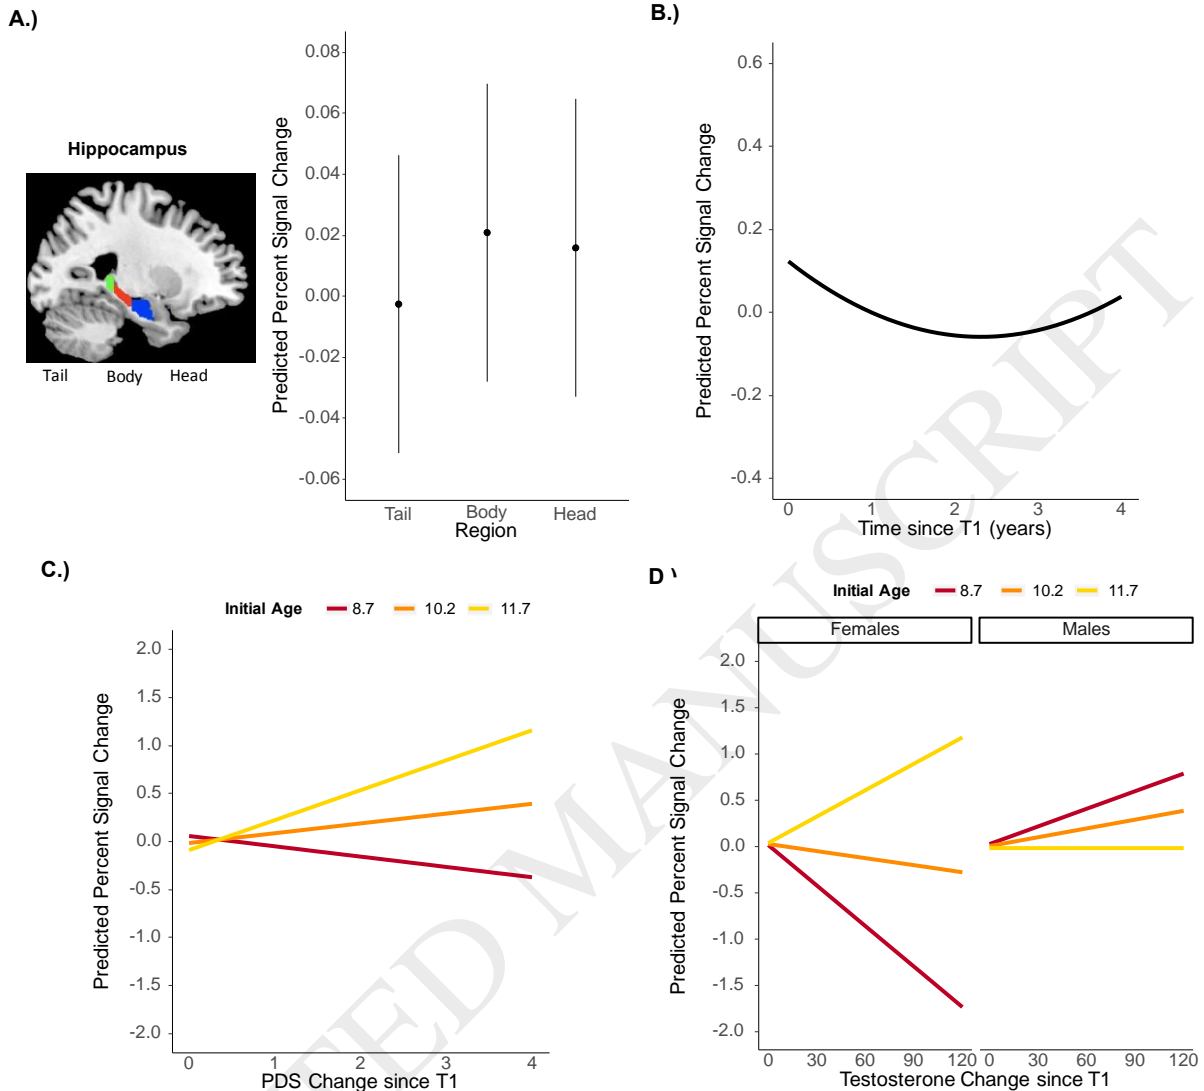 A.)
Hippocampus
Tail Body Head
Predicted Percent Signal Change
0.08
0.06
0.04
0.02
0.00
-0.02
-0.04
-0.06
Tail Body Head
Region
B.)
Predicted Percent Signal Change
0.6
0.4
0.2
0.0
-0.2
-0.4
0 1 2 3 4
Time since T1 (years)
C.)
Initial Age 8.7 10.2 11.7
Predicted Percent Signal Change
2.0
1.5
1.0
0.5
0.0
-0.5
-1.0
-1.5
-2.0
0 1 2 3 4
PDS Change since T1
D
Initial Age 8.7 10.2 11.7
Females Males
Predicted Percent Signal Change
2.0
1.5
1.0
0.5
0.0
-0.5
-1.0
-1.5
-2.0
0 30 60 90 120 0 30 60 90 120
Testosterone Change since T1
TED MANUSCRIPT